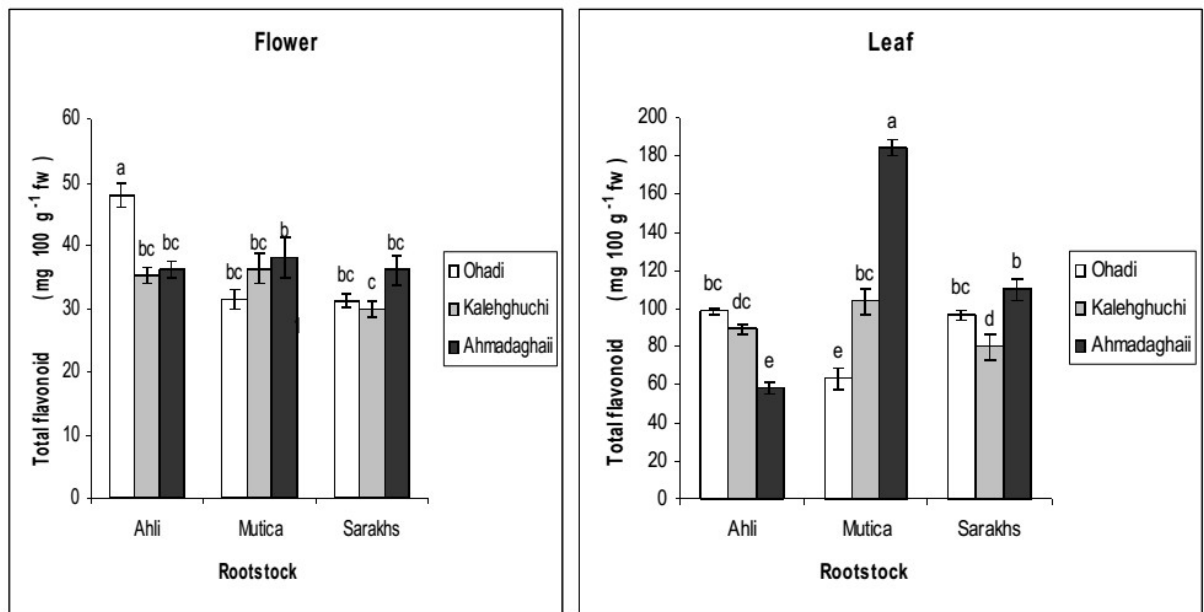 Flower
Total flavonoid (mg 100 g⁻¹ fw)
60
50
40
30
20
10
0
a
bc bc
bc bc b
bc c bc
Ahli Mutica Sarakhs
Rootstock
Ohadi
Kalehghuchi
Ahmadaghaii
Leaf
Total flavonoid (mg 100 g⁻¹ fw)
200
180
160
140
120
100
80
60
40
20
0
bc dc e
e bc a
bc d b
Ahli Mutica Sarakhs
Rootstock
Ohadi
Kalehghuchi
Ahmadaghaii